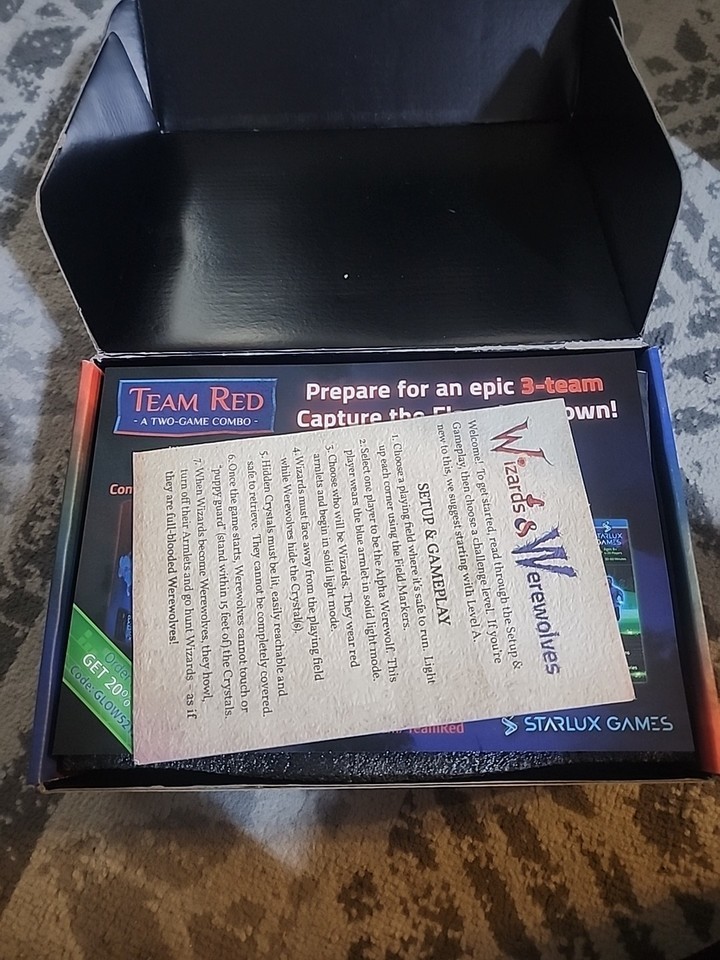 TEAM RED
- A TWO-GAME COMBO -
Prepare for an epic 3-team
Capture the
own!
Wizards & Werewolves
Welcome! To get started, read through the Setup &
Gameplay, then choose a challenge level. If you're
new to this, we suggest starting with Level A.
SETUP & GAMEPLAY
1. Choose a playing field where it's safe to run. Light
up each corner using the Field Markers.
2. Select one player to be the Alpha Werewolf. This
player wears the blue armlet in solid light mode.
3. Choose who will be Wizards. They wear red
armlets and begin in solid light mode.
4. Wizards must face away from the playing field
while Werewolves hide the Crystal(s).
5. Hidden Crystals must be lit, easily reachable and
safe to retrieve. They cannot be completely covered.
6. Once the game starts, Werewolves cannot touch or
"puppy guard" (stand within 15 feet of) the Crystals.
7. When Wizards become Werewolves, they howl,
turn off their Armlets and go hunt Wizards - as if
they are full-blooded Werewolves!
STARLUX
GAMES
Order
GET 20%
Code: GLOW52
TeamRed
STARLUX GAMES